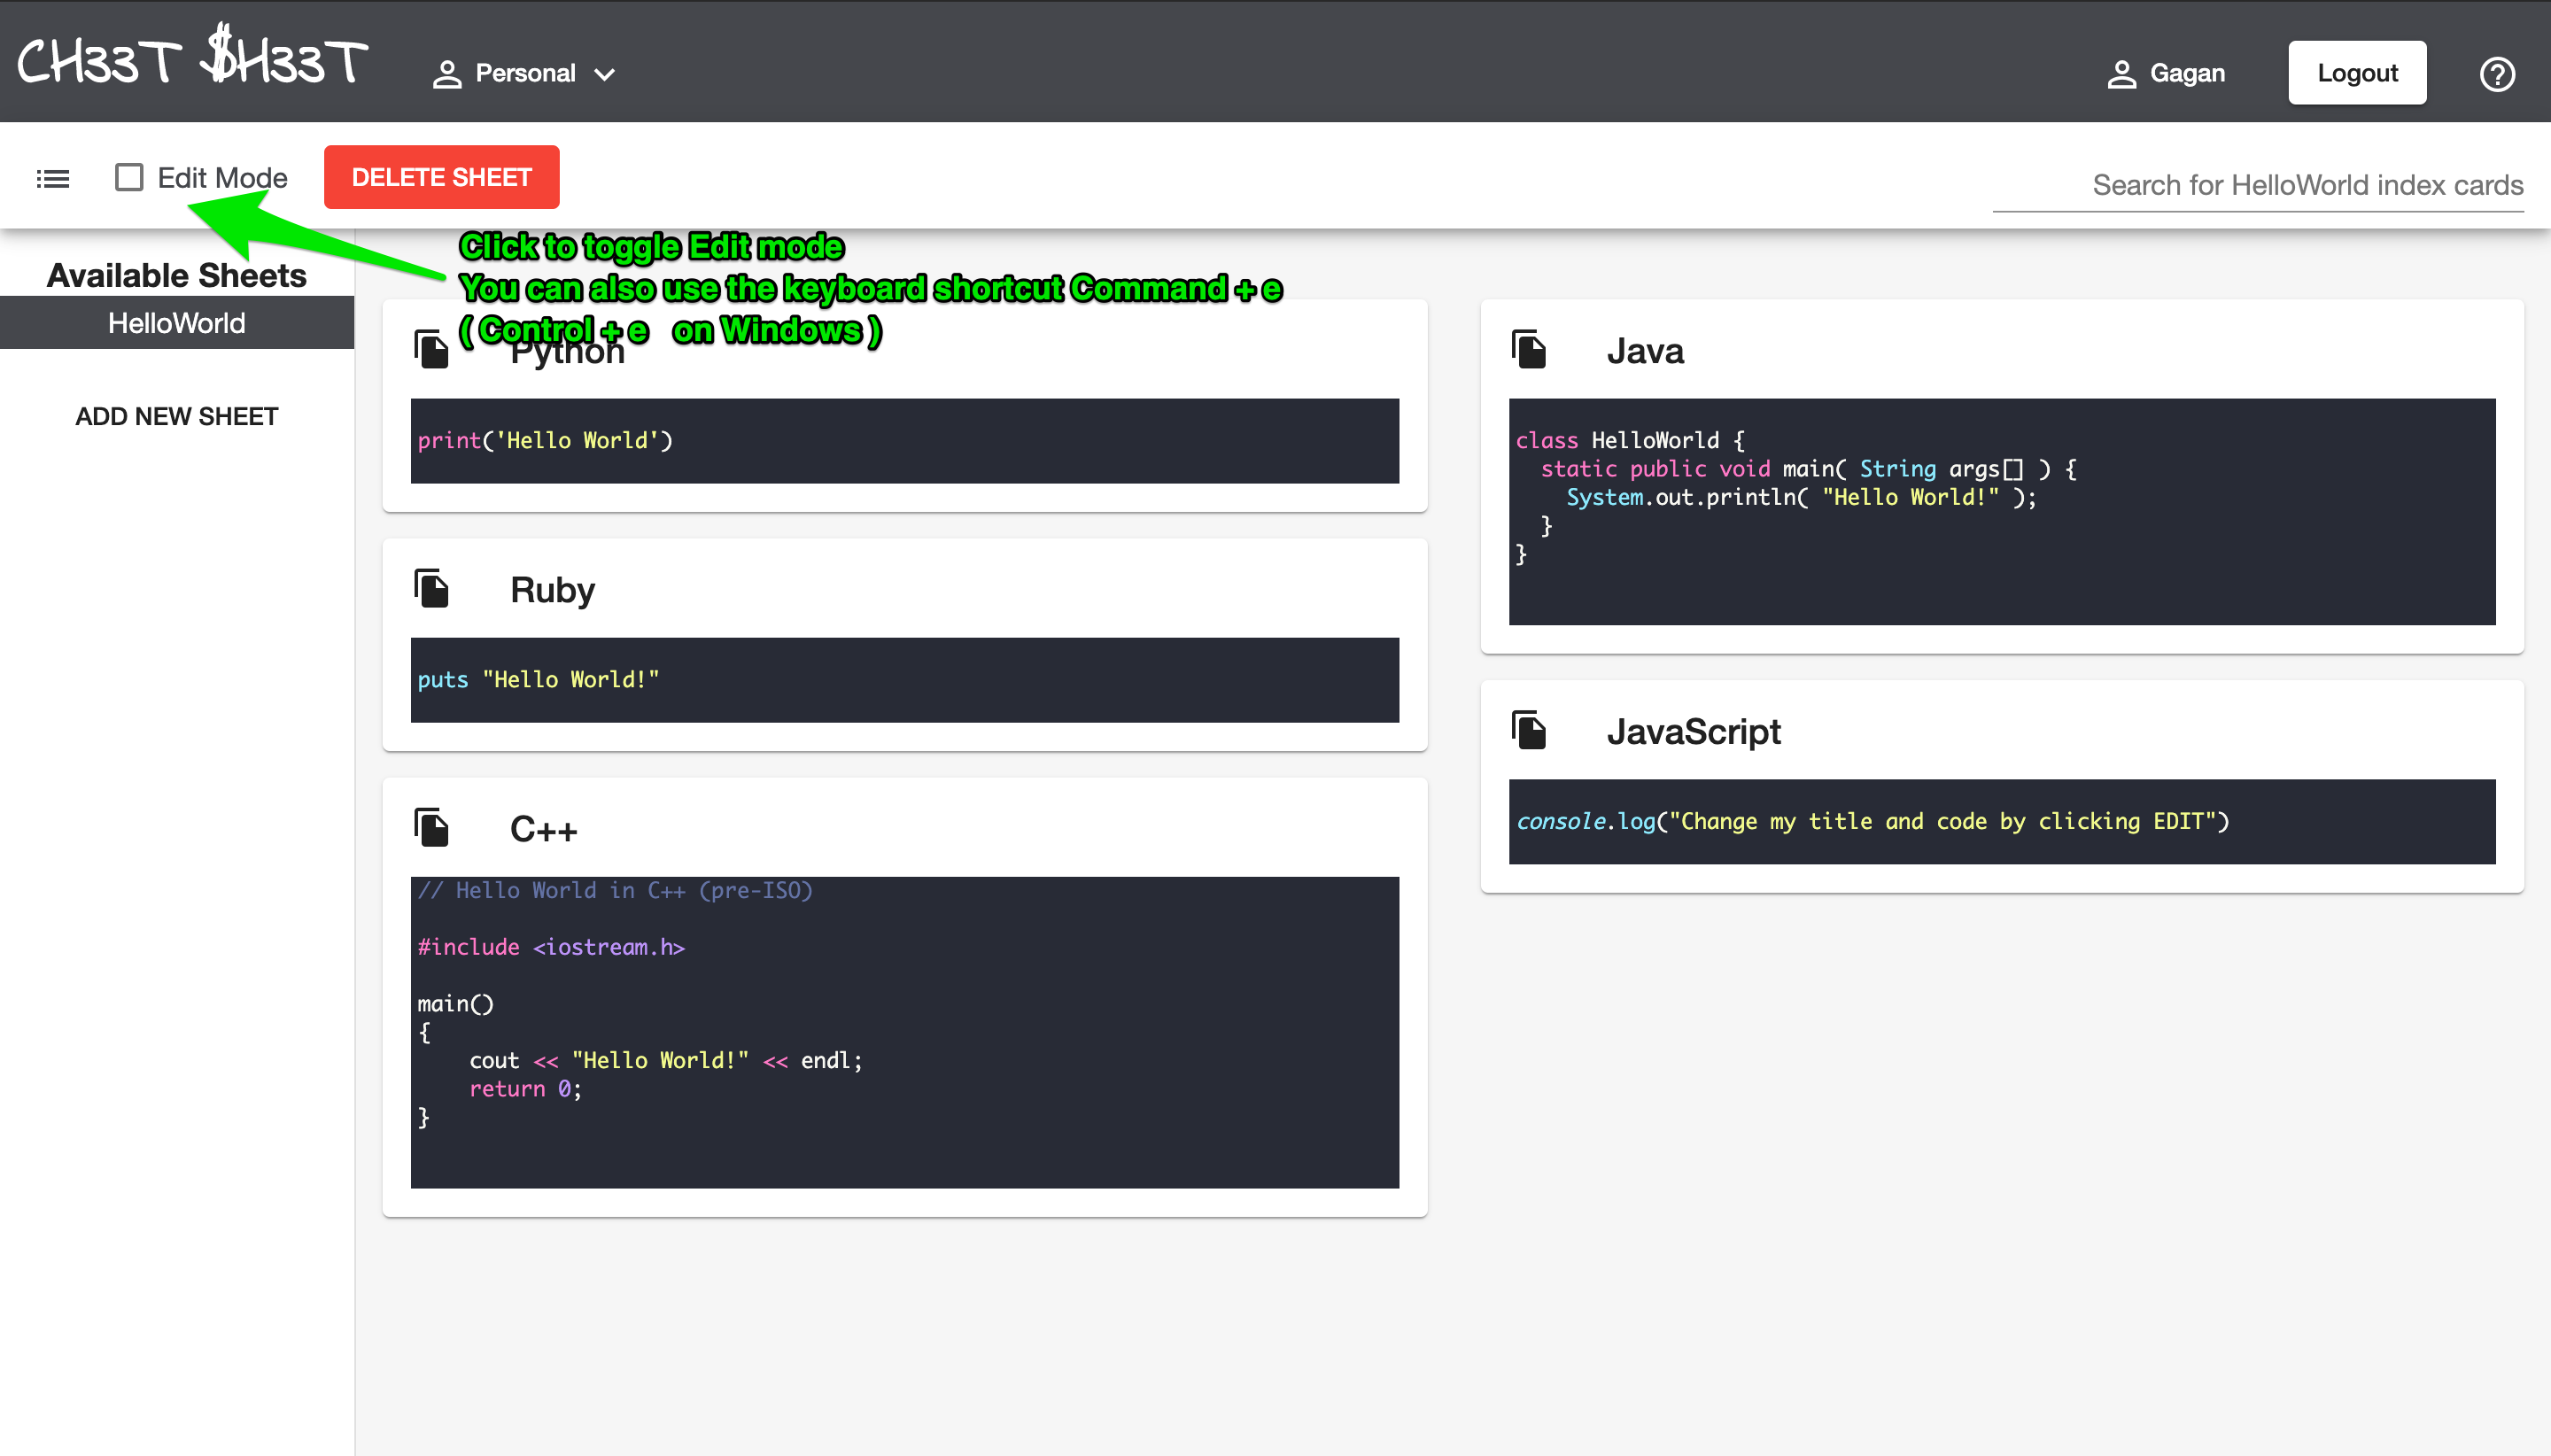 CH33T $H33T
Personal
Gagan
Logout
Edit Mode
DELETE SHEET
Search for HelloWorld index cards
Click to toggle Edit mode
You can also use the keyboard shortcut Command + e
( Control + e on Windows )
Available Sheets
HelloWorld
ADD NEW SHEET
Python
print('Hello World')
Ruby
puts "Hello World!"
C++
// Hello World in C++ (pre-ISO)
#include <iostream.h>
main()
{
    cout << "Hello World!" << endl;
    return 0;
}
Java
class HelloWorld {
  static public void main( String args[] ) {
    System.out.println( "Hello World!" );
  }
}
JavaScript
console.log("Change my title and code by clicking EDIT")